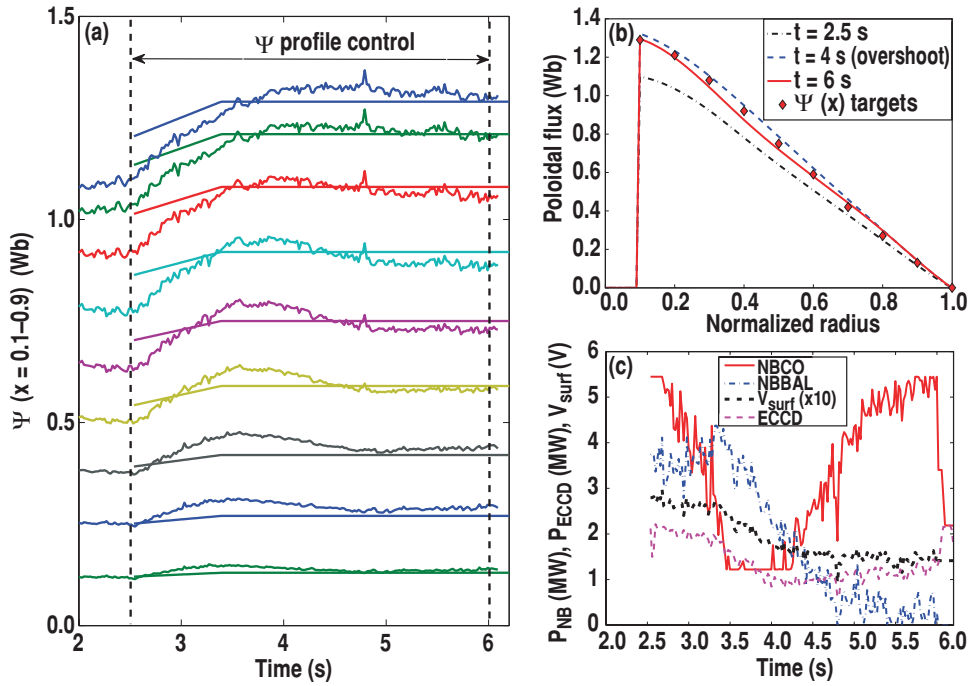 (a)
Ψ profile control
Ψ (x = 0.1–0.9) (Wb)
1.5
1.0
0.5
0.0
2 3 4 5 6
Time (s)
(b)
t = 2.5 s
t = 4 s (overshoot)
t = 6 s
Ψ (x) targets
Poloidal flux (Wb)
1.4
1.2
1.0
0.8
0.6
0.4
0.2
0.0
0.0 0.2 0.4 0.6 0.8 1.0
Normalized radius
(c)
NBCO
NBBAL
V_surf (x10)
ECCD
P_NB (MW), P_ECCD (MW), V_surf (V)
6
5
4
3
2
1
0
2.0 2.5 3.0 3.5 4.0 4.5 5.0 5.5 6.0
Time (s)